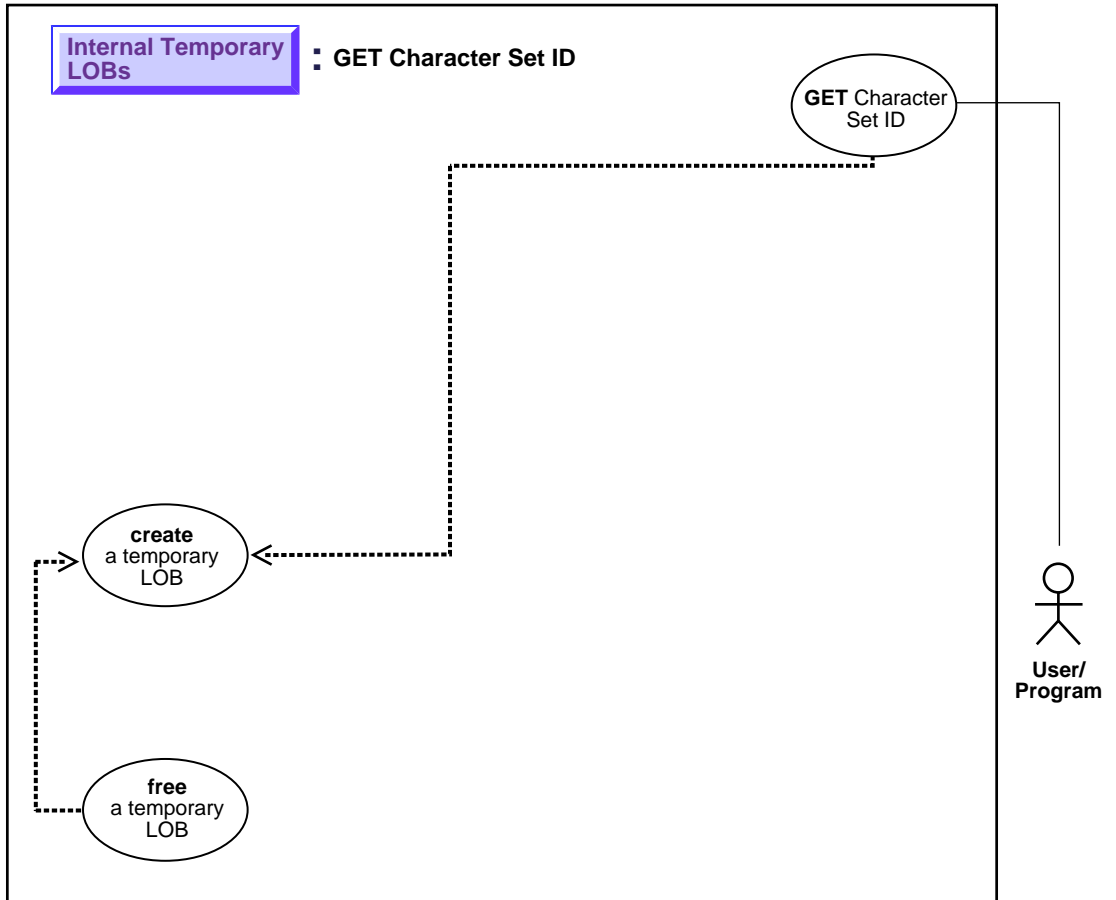 Internal Temporary
LOBs
: GET Character Set ID
GET Character
Set ID
create
a temporary
LOB
User/
Program
free
a temporary
LOB